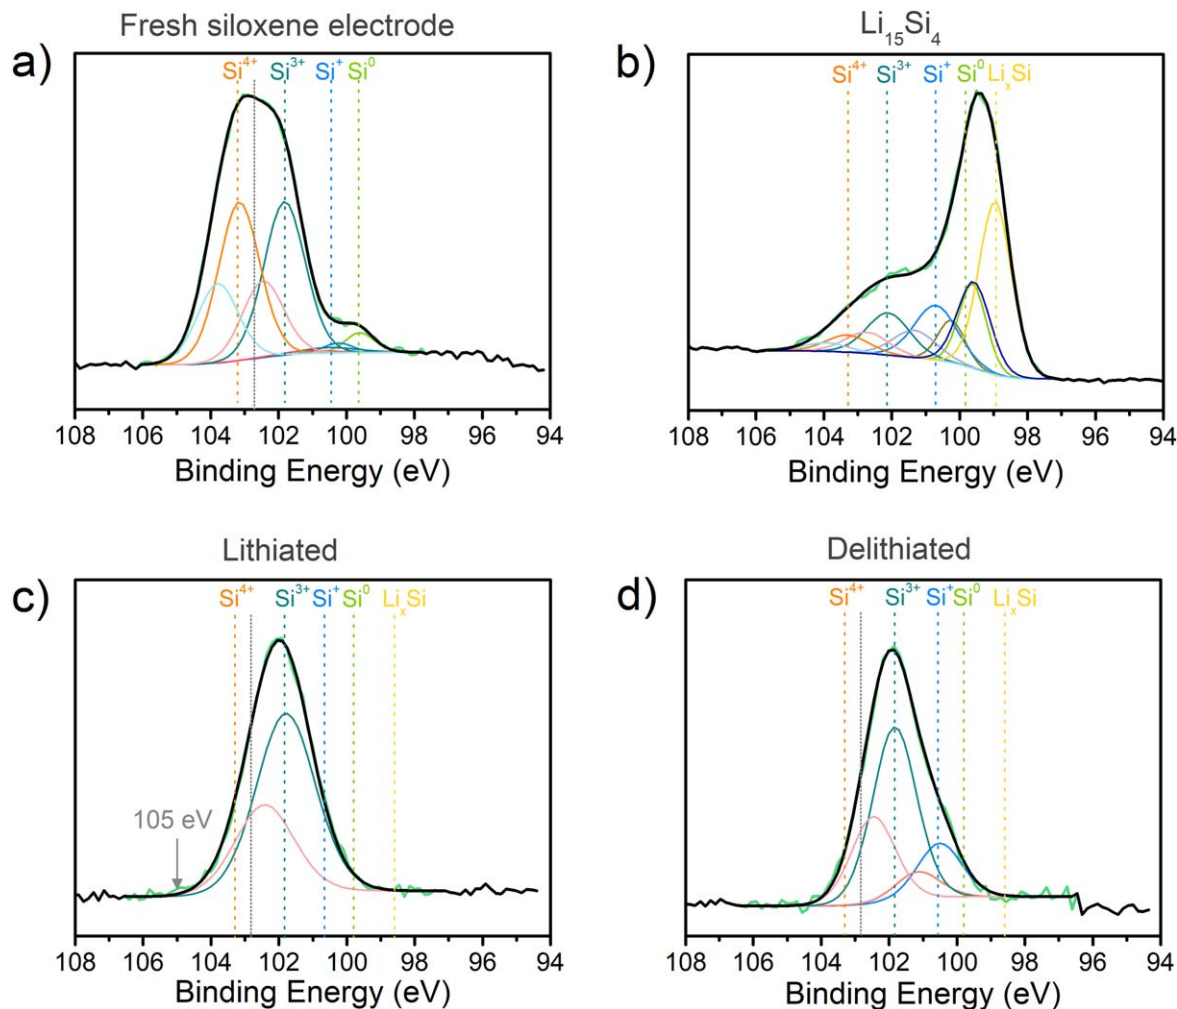 Fresh siloxene electrode
a)
Si⁴⁺ Si³⁺ Si⁺ Si⁰
108 106 104 102 100 98 96 94
Binding Energy (eV)
Li₁₅Si₄
b)
Si⁴⁺ Si³⁺ Si⁺ Si⁰ LiₓSi
108 106 104 102 100 98 96 94
Binding Energy (eV)
Lithiated
c)
Si⁴⁺ Si³⁺ Si⁺ Si⁰ LiₓSi
105 eV
108 106 104 102 100 98 96 94
Binding Energy (eV)
Delithiated
d)
Si⁴⁺ Si³⁺ Si⁺ Si⁰ LiₓSi
108 106 104 102 100 98 96 94
Binding Energy (eV)